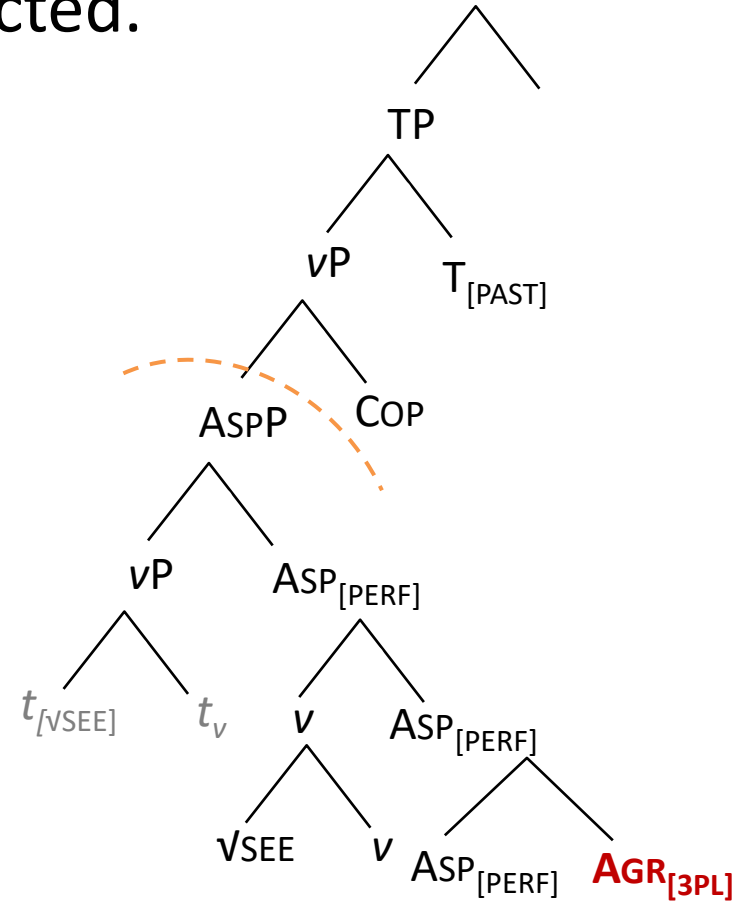 cted.
TP
vP T[PAST]
ASPP COP
vP ASP[PERF]
t[√SEE] tv v ASP[PERF]
√SEE v ASP[PERF] AGR[3PL]